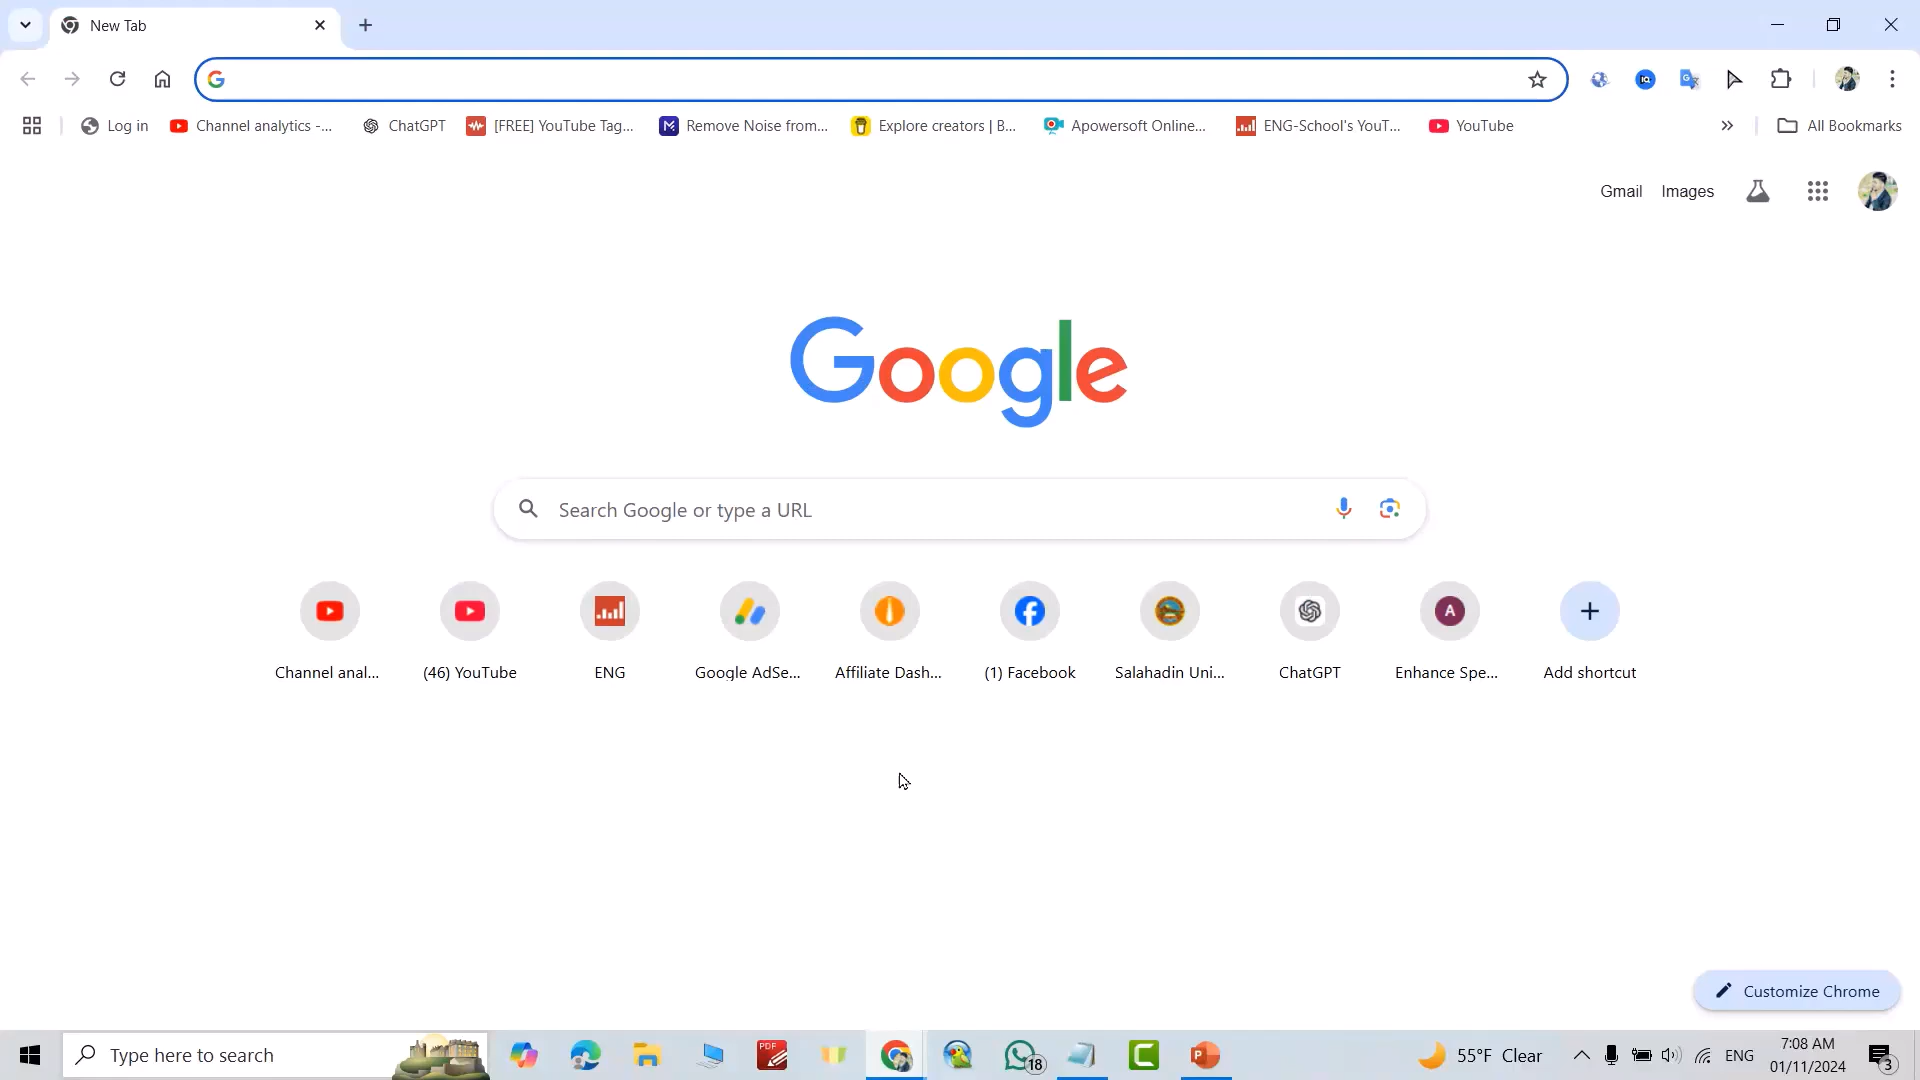 New Tab
Log in
Channel analytics -...
ChatGPT
[FREE] YouTube Tag...
Remove Noise from...
Explore creators | B...
Apowersoft Online...
ENG-School's YouT...
YouTube
All Bookmarks
Gmail
Images
Google
Search Google or type a URL
A
Channel anal...
(46) YouTube
ENG
Google AdSe...
Affiliate Dash...
(1) Facebook
Salahadin Uni...
ChatGPT
Enhance Spe...
Add shortcut
Customize Chrome
Type here to search
PDF
18
55°F Clear
ENG
7:08 AM
01/11/2024
3